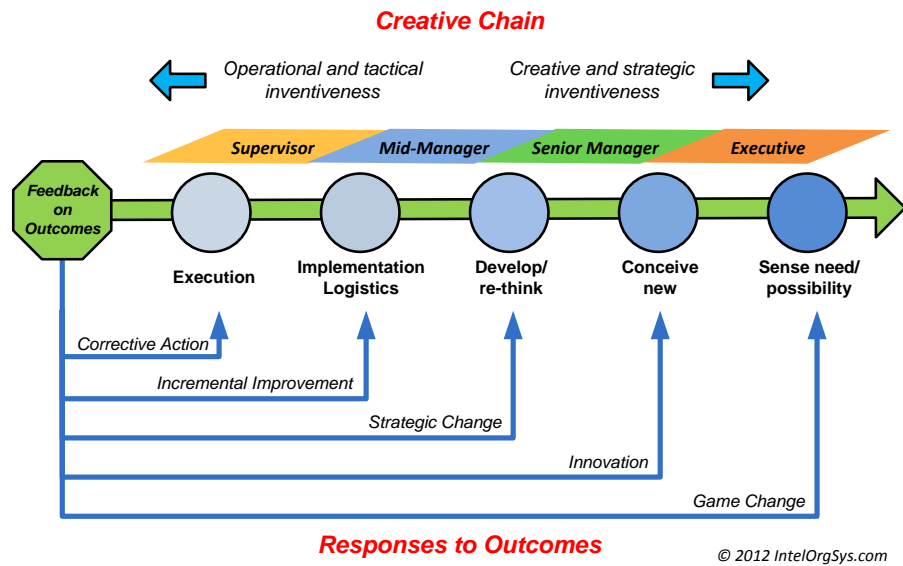 Creative Chain
Operational and tactical
inventiveness
Creative and strategic
inventiveness
Supervisor
Mid-Manager
Senior Manager
Executive
Feedback
on
Outcomes
Execution
Implementation
Logistics
Develop/
re-think
Conceive
new
Sense need/
possibility
Corrective Action
Incremental Improvement
Strategic Change
Innovation
Game Change
Responses to Outcomes
© 2012 IntelOrgSys.com